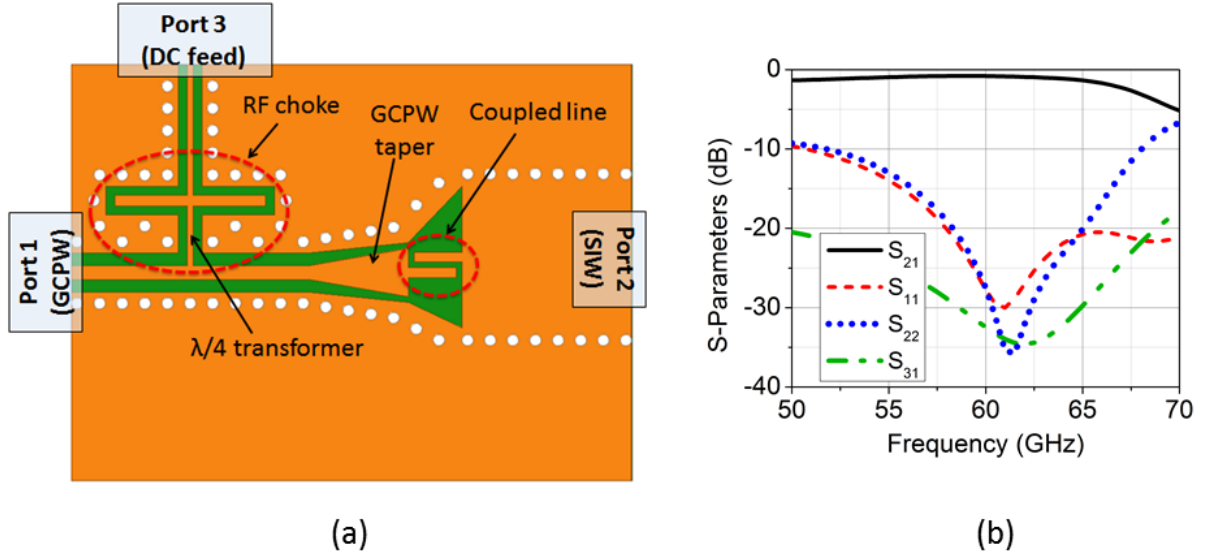 Port 3
(DC feed)
RF choke
GCPW
taper
Coupled line
Port 1
(GCPW)
Port 2
(SIW)
λ/4 transformer
(a)
S-Parameters (dB)
0
-10
-20
-30
-40
S21
S11
S22
S31
50
55
60
65
70
Frequency (GHz)
(b)